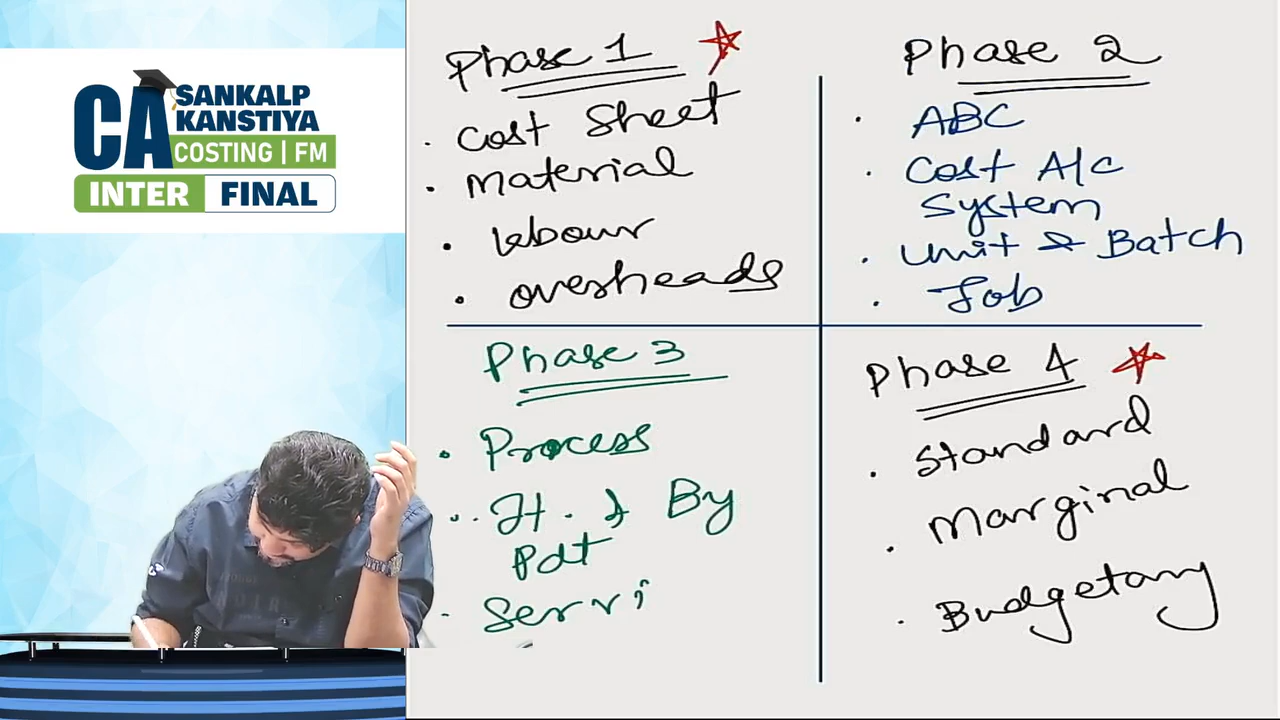 CA SANKALP
KANSTIYA
COSTING | FM
INTER FINAL
Phase 1
• Cost Sheet
• Material
• Labour
• overheads
Phase 2
• ABC
• Cost A/c
System
• Unit & Batch
• Job
Phase 3
• Process
• Jt. & By
Pdt
• Servi
Phase 4
• Standard
• Marginal
• Budgetary